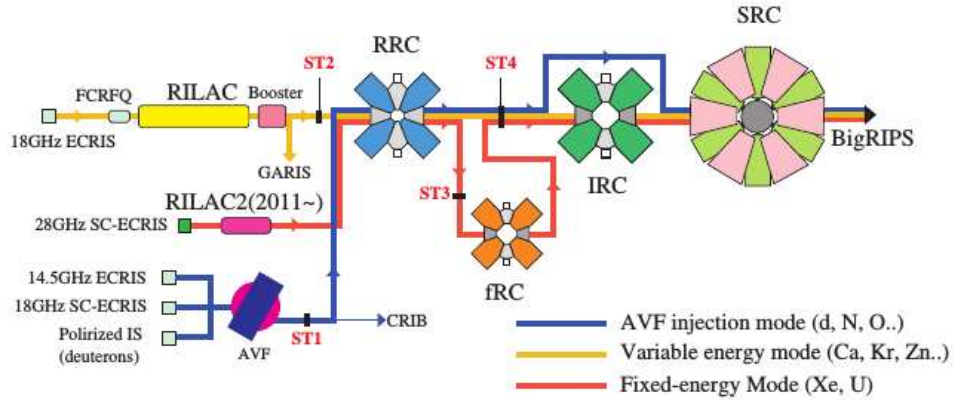 SRC
RRC
ST2
ST4
FCRFQ
RILAC
Booster
18GHz ECRIS
BigRIPS
GARIS
IRC
RILAC2(2011~)
ST3
28GHz SC-ECRIS
fRC
14.5GHz ECRIS
18GHz SC-ECRIS
Polirized IS
(deuterons)
AVF
ST1
CRIB
AVF injection mode (d, N, O..)
Variable energy mode (Ca, Kr, Zn..)
Fixed-energy Mode (Xe, U)